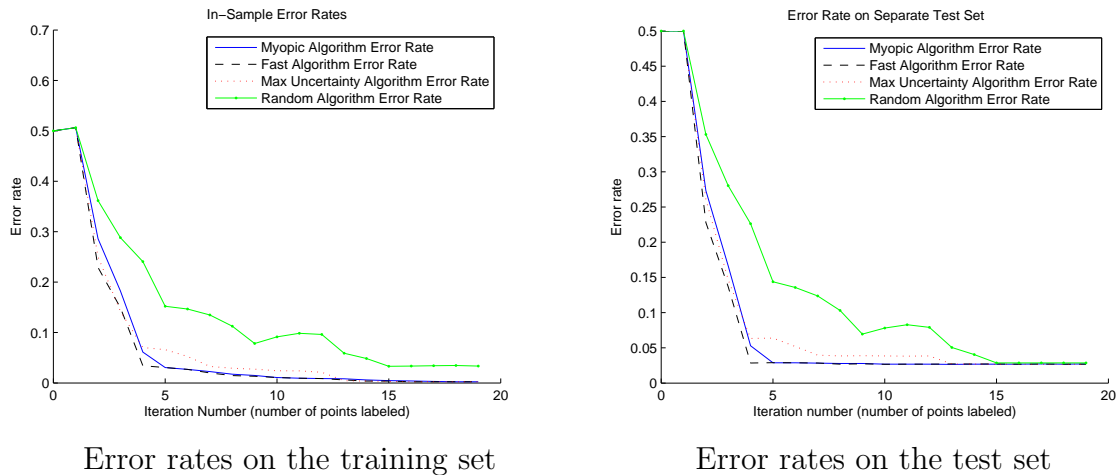 In-Sample Error Rates
0.7
0.6
0.5
0.4
0.3
0.2
0.1
0
Error rate
Myopic Algorithm Error Rate
Fast Algorithm Error Rate
Max Uncertainty Algorithm Error Rate
Random Algorithm Error Rate
0 5 10 15 20
Iteration Number (number of points labeled)
Error rates on the training set
Error Rate on Separate Test Set
0.5
0.45
0.4
0.35
0.3
0.25
0.2
0.15
0.1
0.05
0
Error rate
Myopic Algorithm Error Rate
Fast Algorithm Error Rate
Max Uncertainty Algorithm Error Rate
Random Algorithm Error Rate
0 5 10 15 20
Iteration number (number of points labeled)
Error rates on the test set